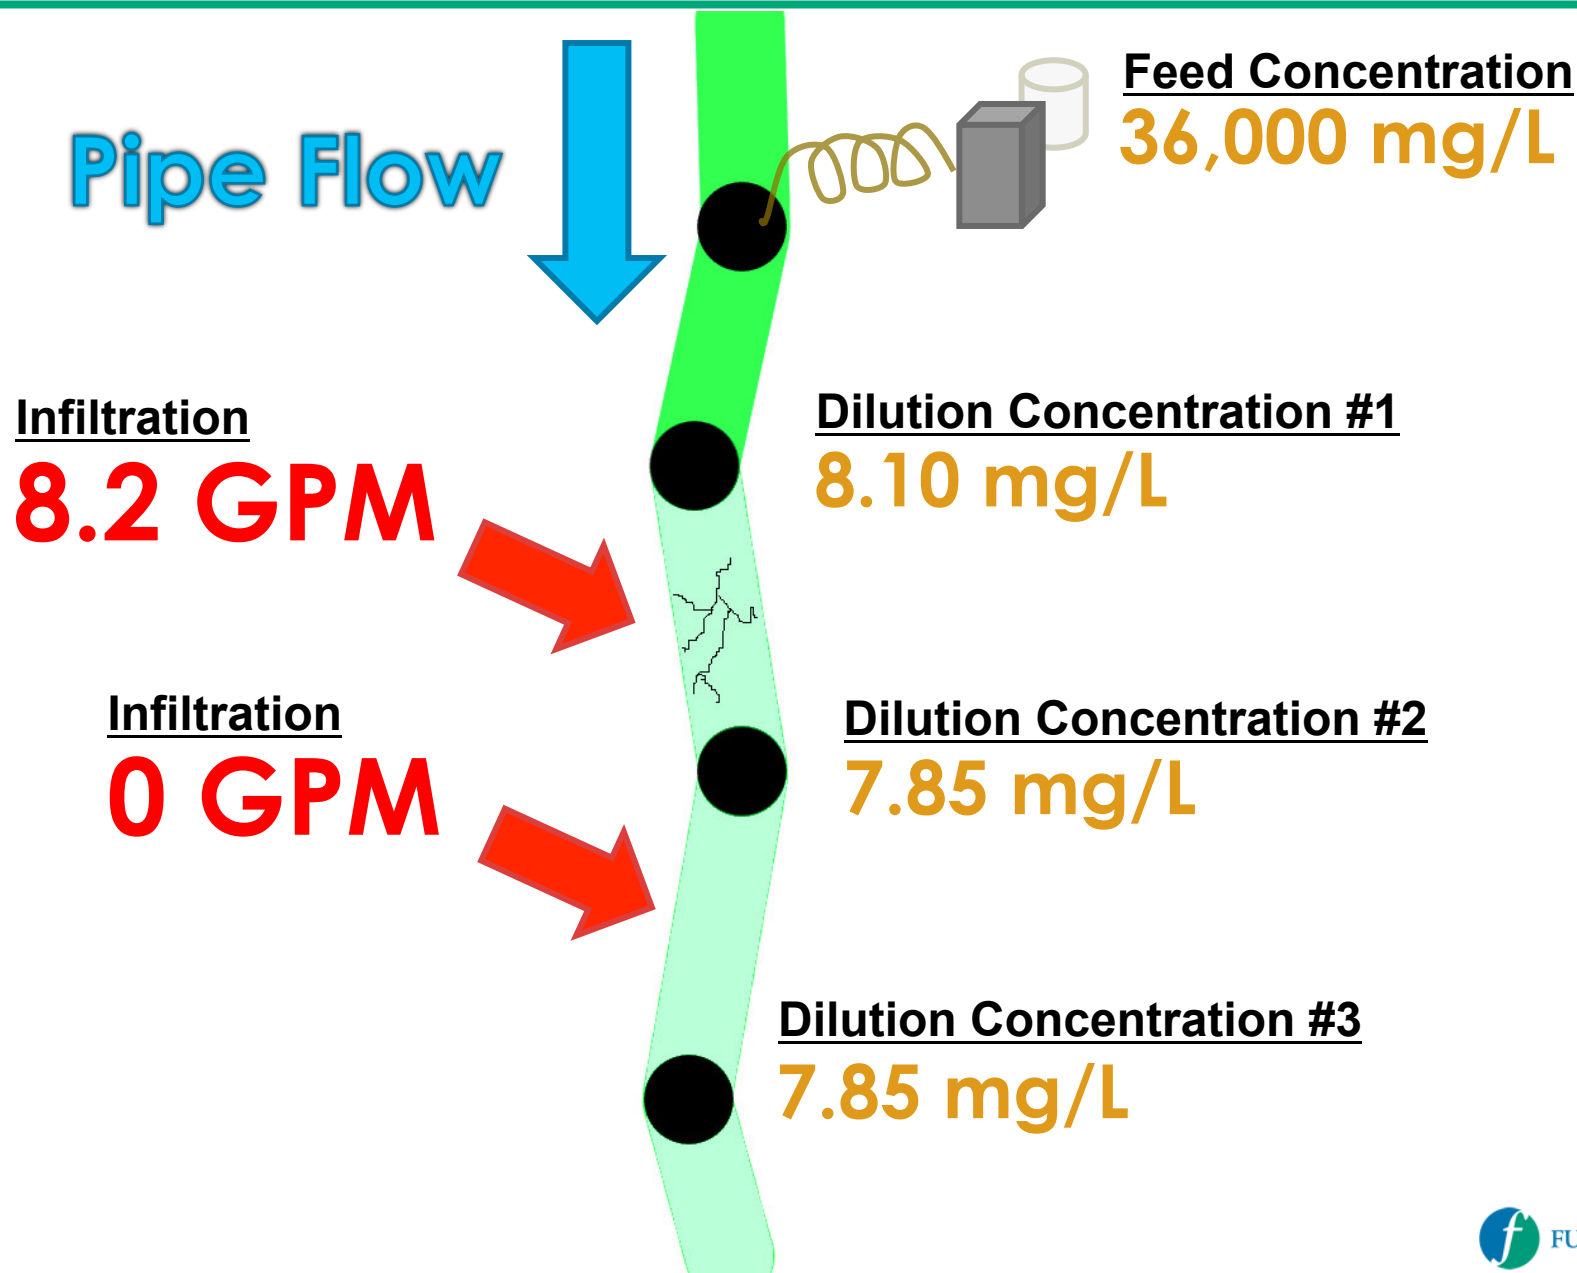 Pipe Flow
Feed Concentration
36,000 mg/L
Infiltration
8.2 GPM
Dilution Concentration #1
8.10 mg/L
Infiltration
0 GPM
Dilution Concentration #2
7.85 mg/L
Dilution Concentration #3
7.85 mg/L
f FU